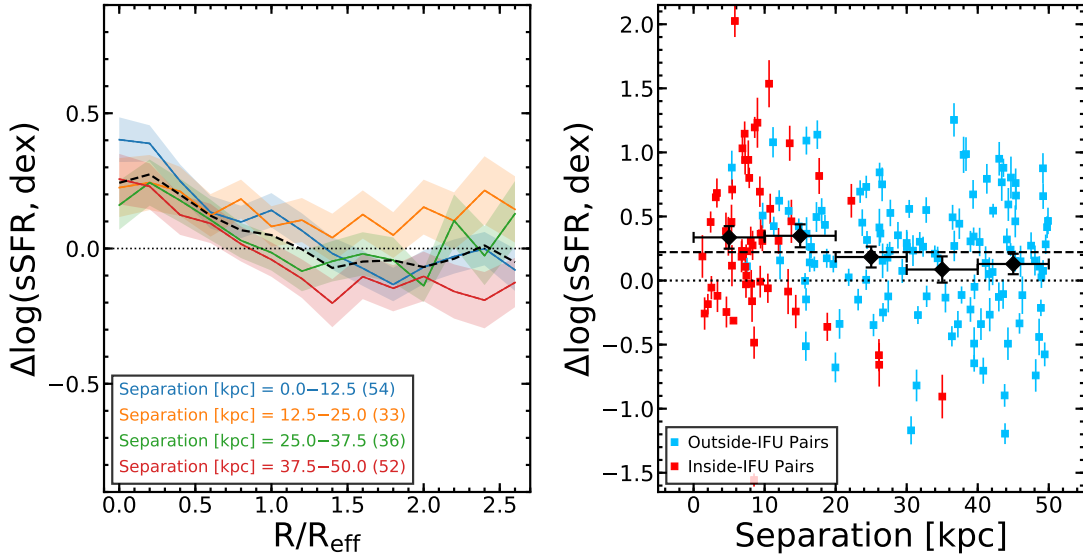 Δlog(sSFR, dex)
0.5
0.0
−0.5
0.0 0.5 1.0 1.5 2.0 2.5
R/Reff
Separation [kpc] = 0.0−12.5 (54)
Separation [kpc] = 12.5−25.0 (33)
Separation [kpc] = 25.0−37.5 (36)
Separation [kpc] = 37.5−50.0 (52)
Δlog(sSFR, dex)
2.0
1.5
1.0
0.5
0.0
−0.5
−1.0
−1.5
0 10 20 30 40 50
Separation [kpc]
Outside-IFU Pairs
Inside-IFU Pairs